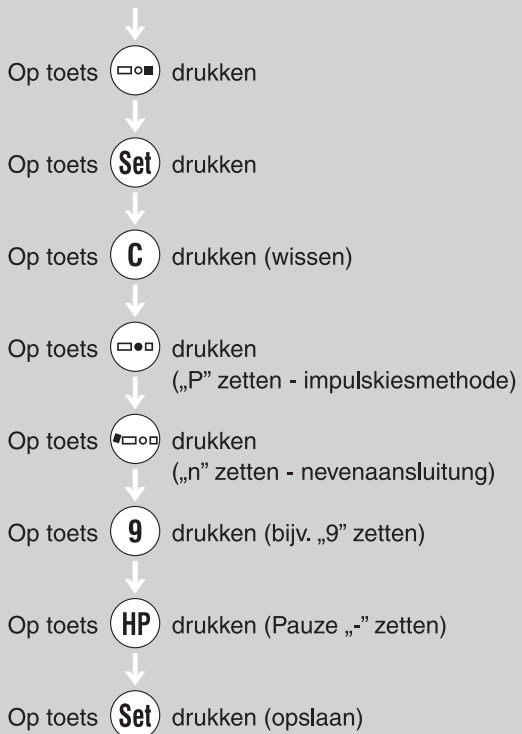 Op toets drukken
Op toets Set drukken
Op toets C drukken (wissen)
Op toets drukken
(„P” zetten - impulskiesmethode)
Op toets drukken
(„n” zetten - nevenaansluitung)
Op toets 9 drukken (bijv. „9” zetten)
Op toets HP drukken (Pauze „-” zetten)
Op toets Set drukken (opslaan)